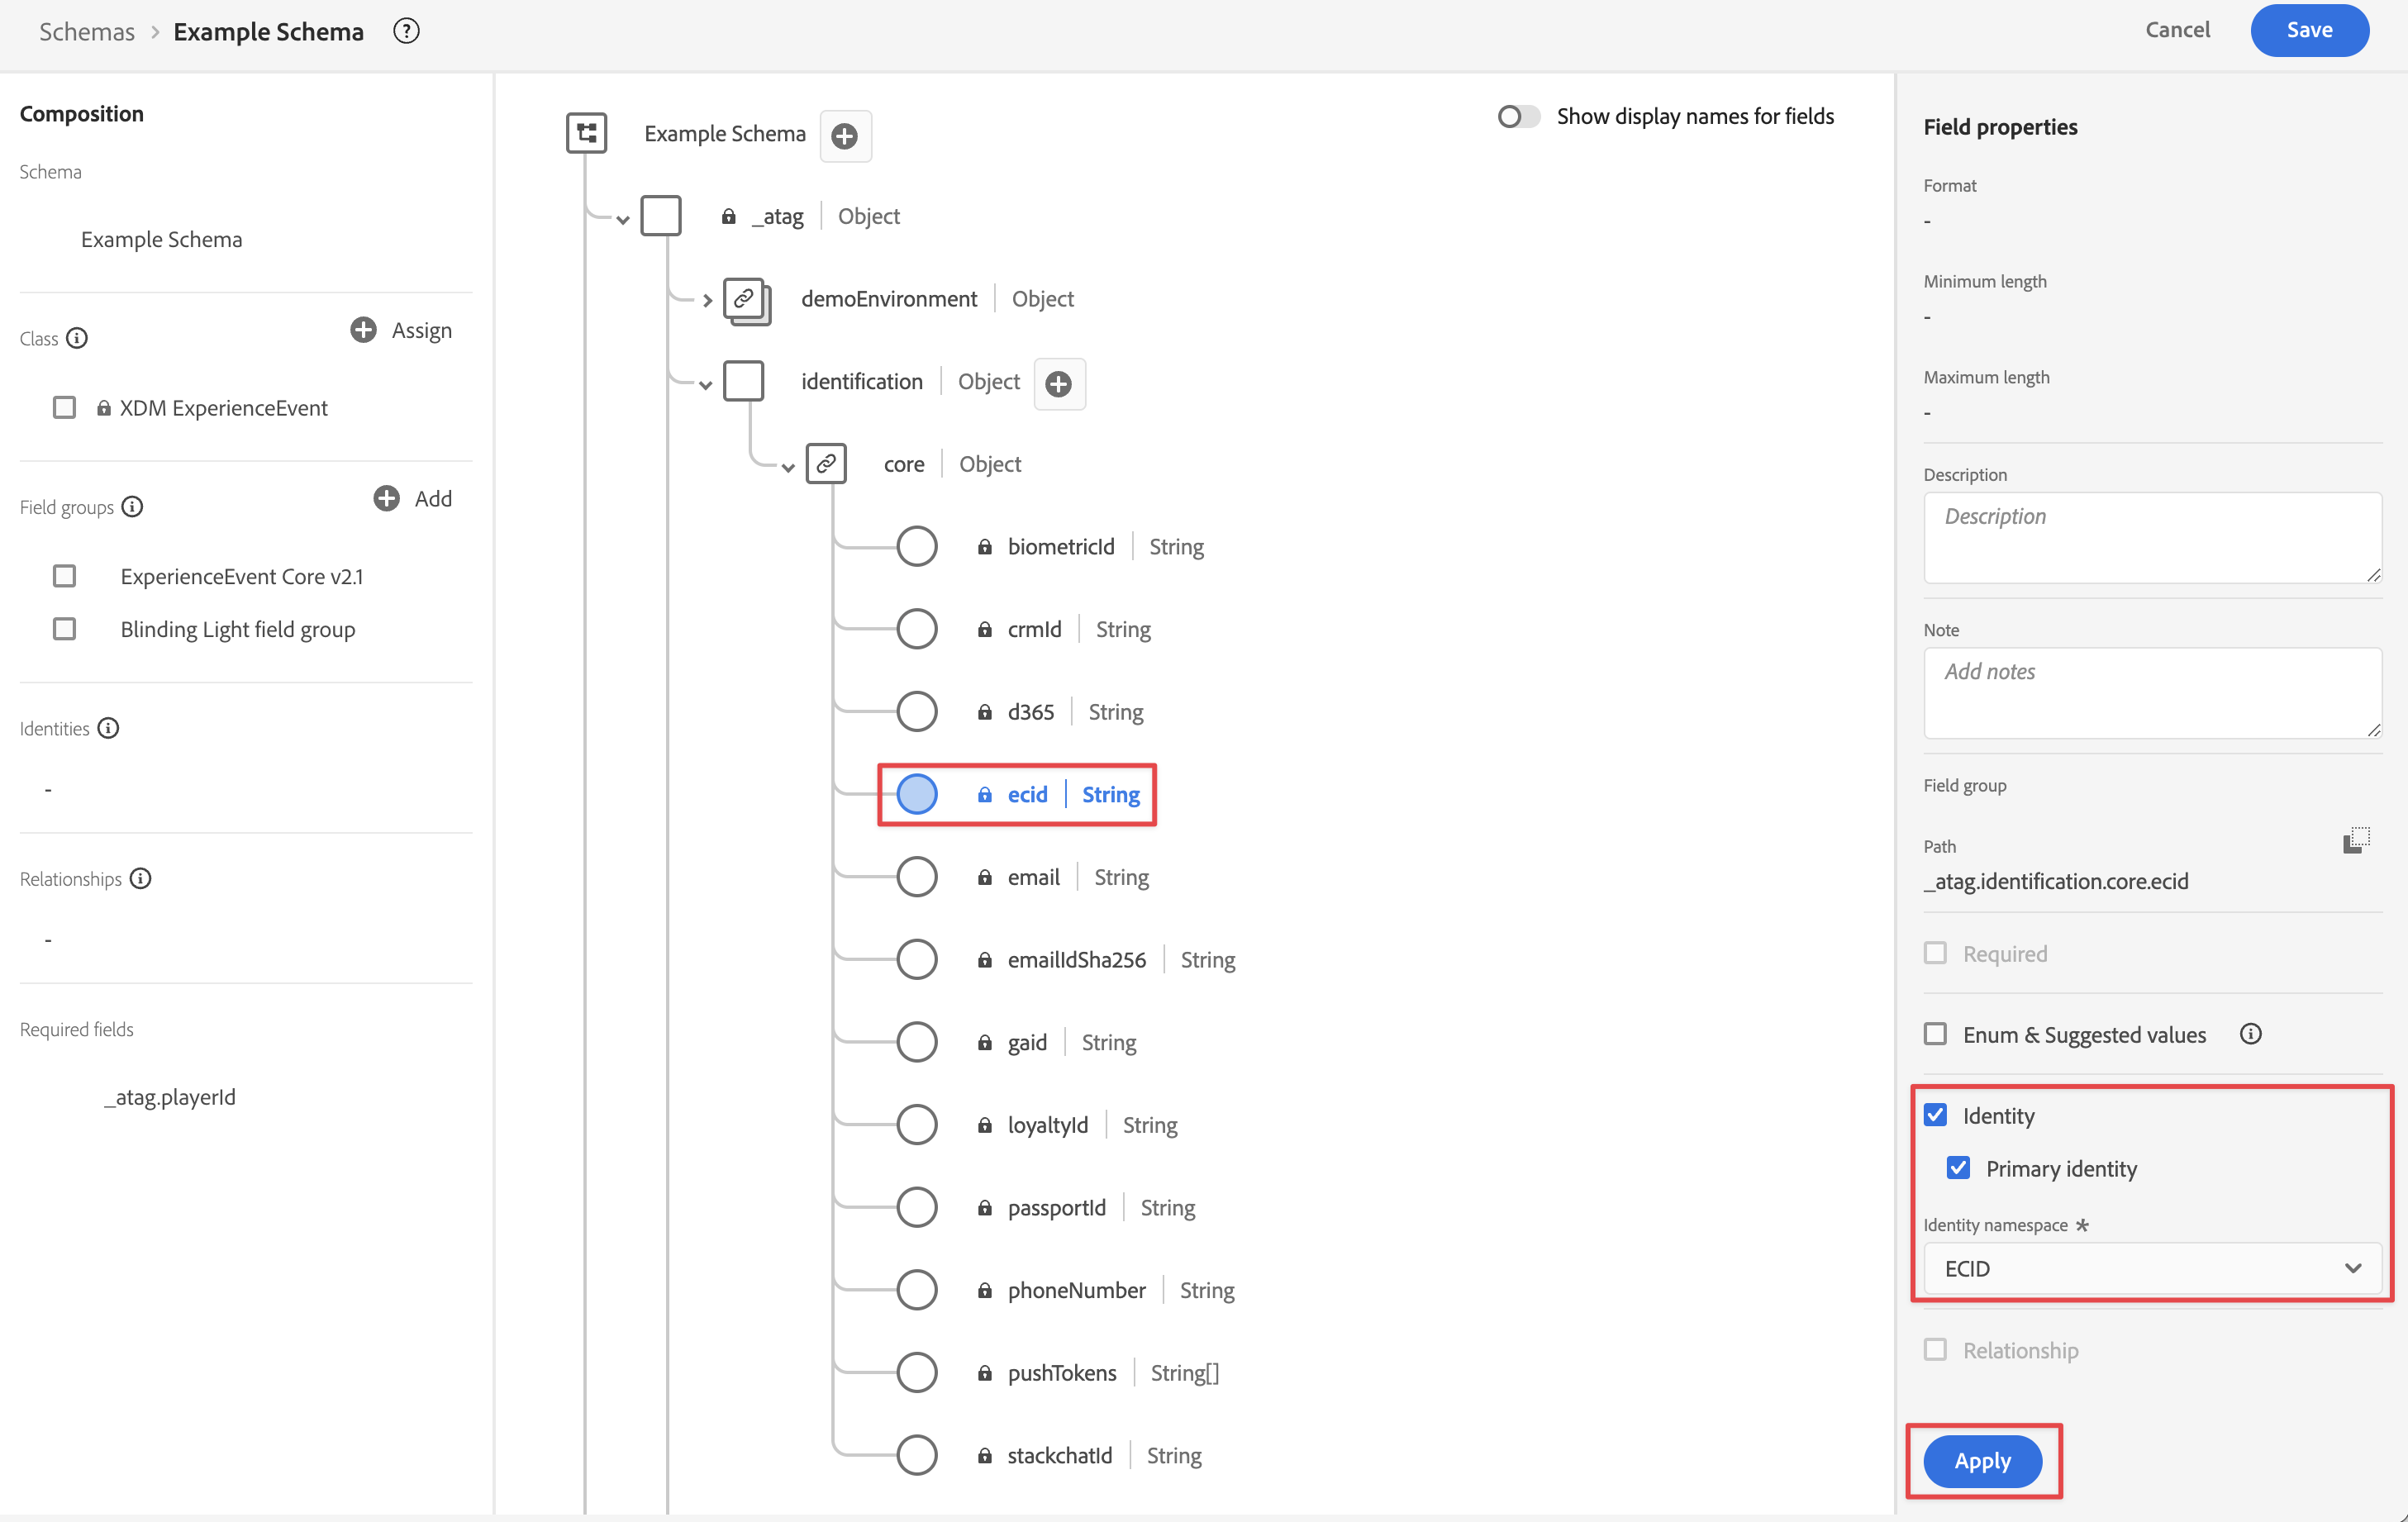 Schemas > Example Schema
Cancel
Save
Composition
Schema
Example Schema
Class
Assign
XDM ExperienceEvent
Field groups
Add
ExperienceEvent Core v2.1
Blinding Light field group
Identities
-
Relationships
-
Required fields
_atag.playerId
Example Schema
Show display names for fields
_atag | Object
demoEnvironment | Object
identification | Object
core | Object
biometricId | String
crmId | String
d365 | String
ecid | String
email | String
emailIdSha256 | String
gaid | String
loyaltyId | String
passportId | String
phoneNumber | String
pushTokens | String[]
stackchatId | String
Field properties
Format
-
Minimum length
-
Maximum length
-
Description
Description
Note
Add notes
Field group
Path
_atag.identification.core.ecid
Required
Enum & Suggested values
Identity
Primary identity
Identity namespace *
ECID
Relationship
Apply